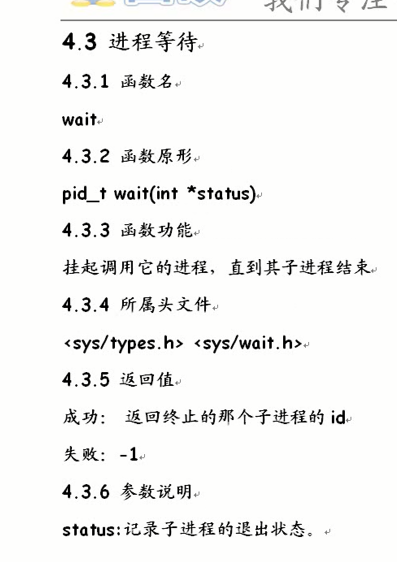 我们专注
4.3 进程等待
4.3.1 函数名
wait
4.3.2 函数原形
pid_t wait(int *status)
4.3.3 函数功能
挂起调用它的进程，直到其子进程结束
4.3.4 所属头文件
<sys/types.h> <sys/wait.h>
4.3.5 返回值
成功： 返回终止的那个子进程的 id
失败：-1
4.3.6 参数说明
status:记录子进程的退出状态。